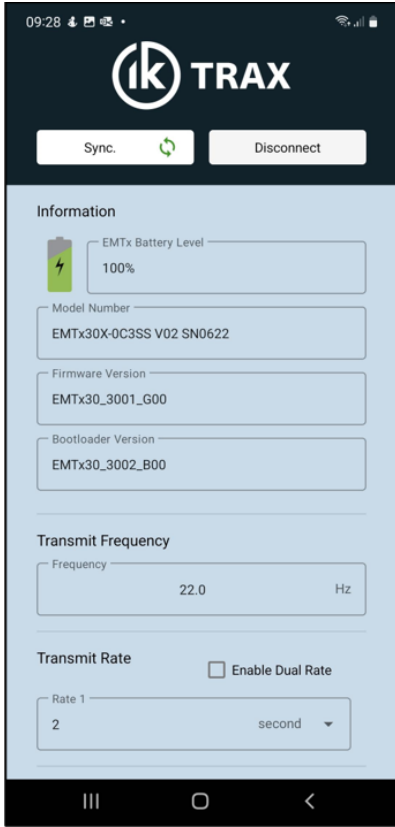 09:28
ik TRAX
Sync.
Disconnect
Information
EMTx Battery Level
100%
Model Number
EMTx30X-0C3SS V02 SN0622
Firmware Version
EMTx30_3001_G00
Bootloader Version
EMTx30_3002_B00
Transmit Frequency
Frequency
22.0 Hz
Transmit Rate
Enable Dual Rate
Rate 1
2 second